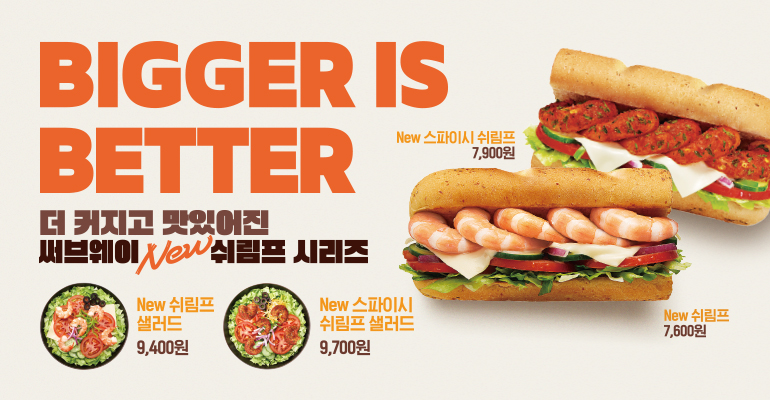 BIGGER IS
BETTER
더 커지고 맛있어진
써브웨이 New 쉬림프 시리즈
New 스파이시 쉬림프
7,900원
New 쉬림프
7,600원
New 쉬림프
샐러드
9,400원
New 스파이시
쉬림프 샐러드
9,700원